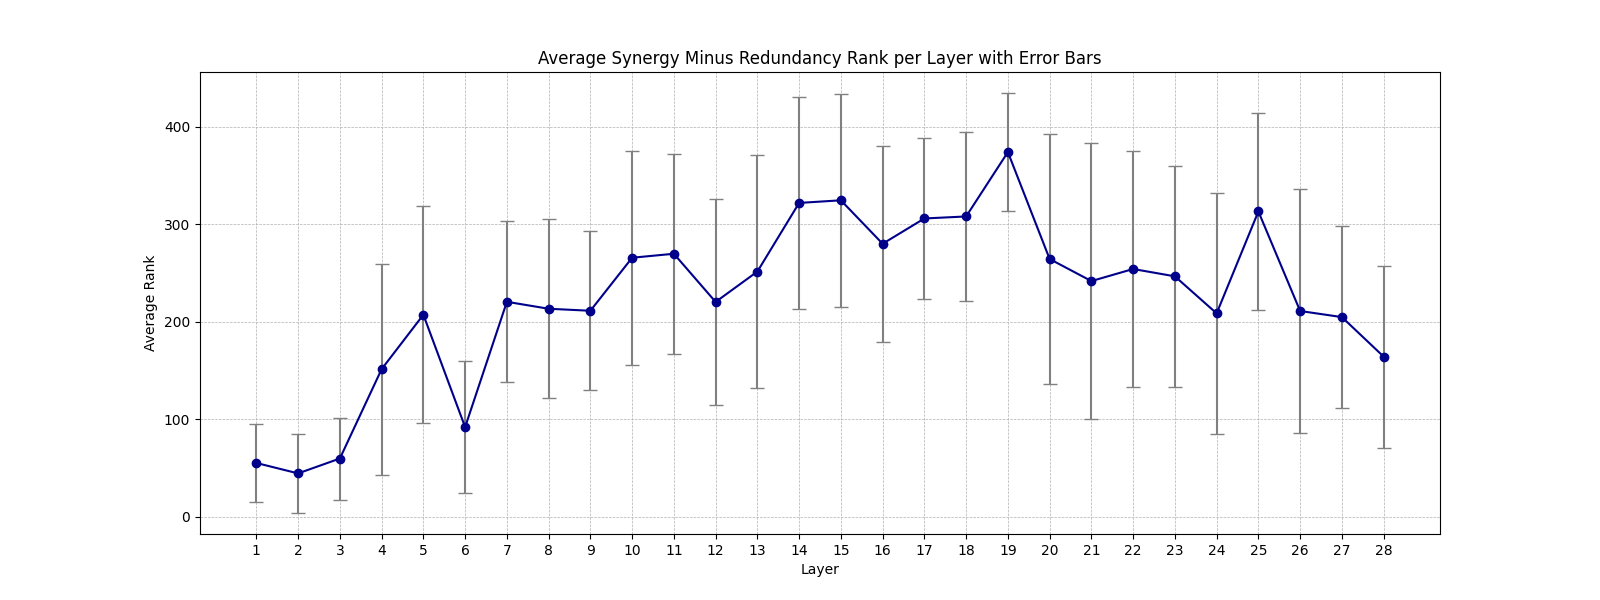 Average Synergy Minus Redundancy Rank per Layer with Error Bars
Average Rank
400
300
200
100
0
1 2 3 4 5 6 7 8 9 10 11 12 13 14 15 16 17 18 19 20 21 22 23 24 25 26 27 28
Layer